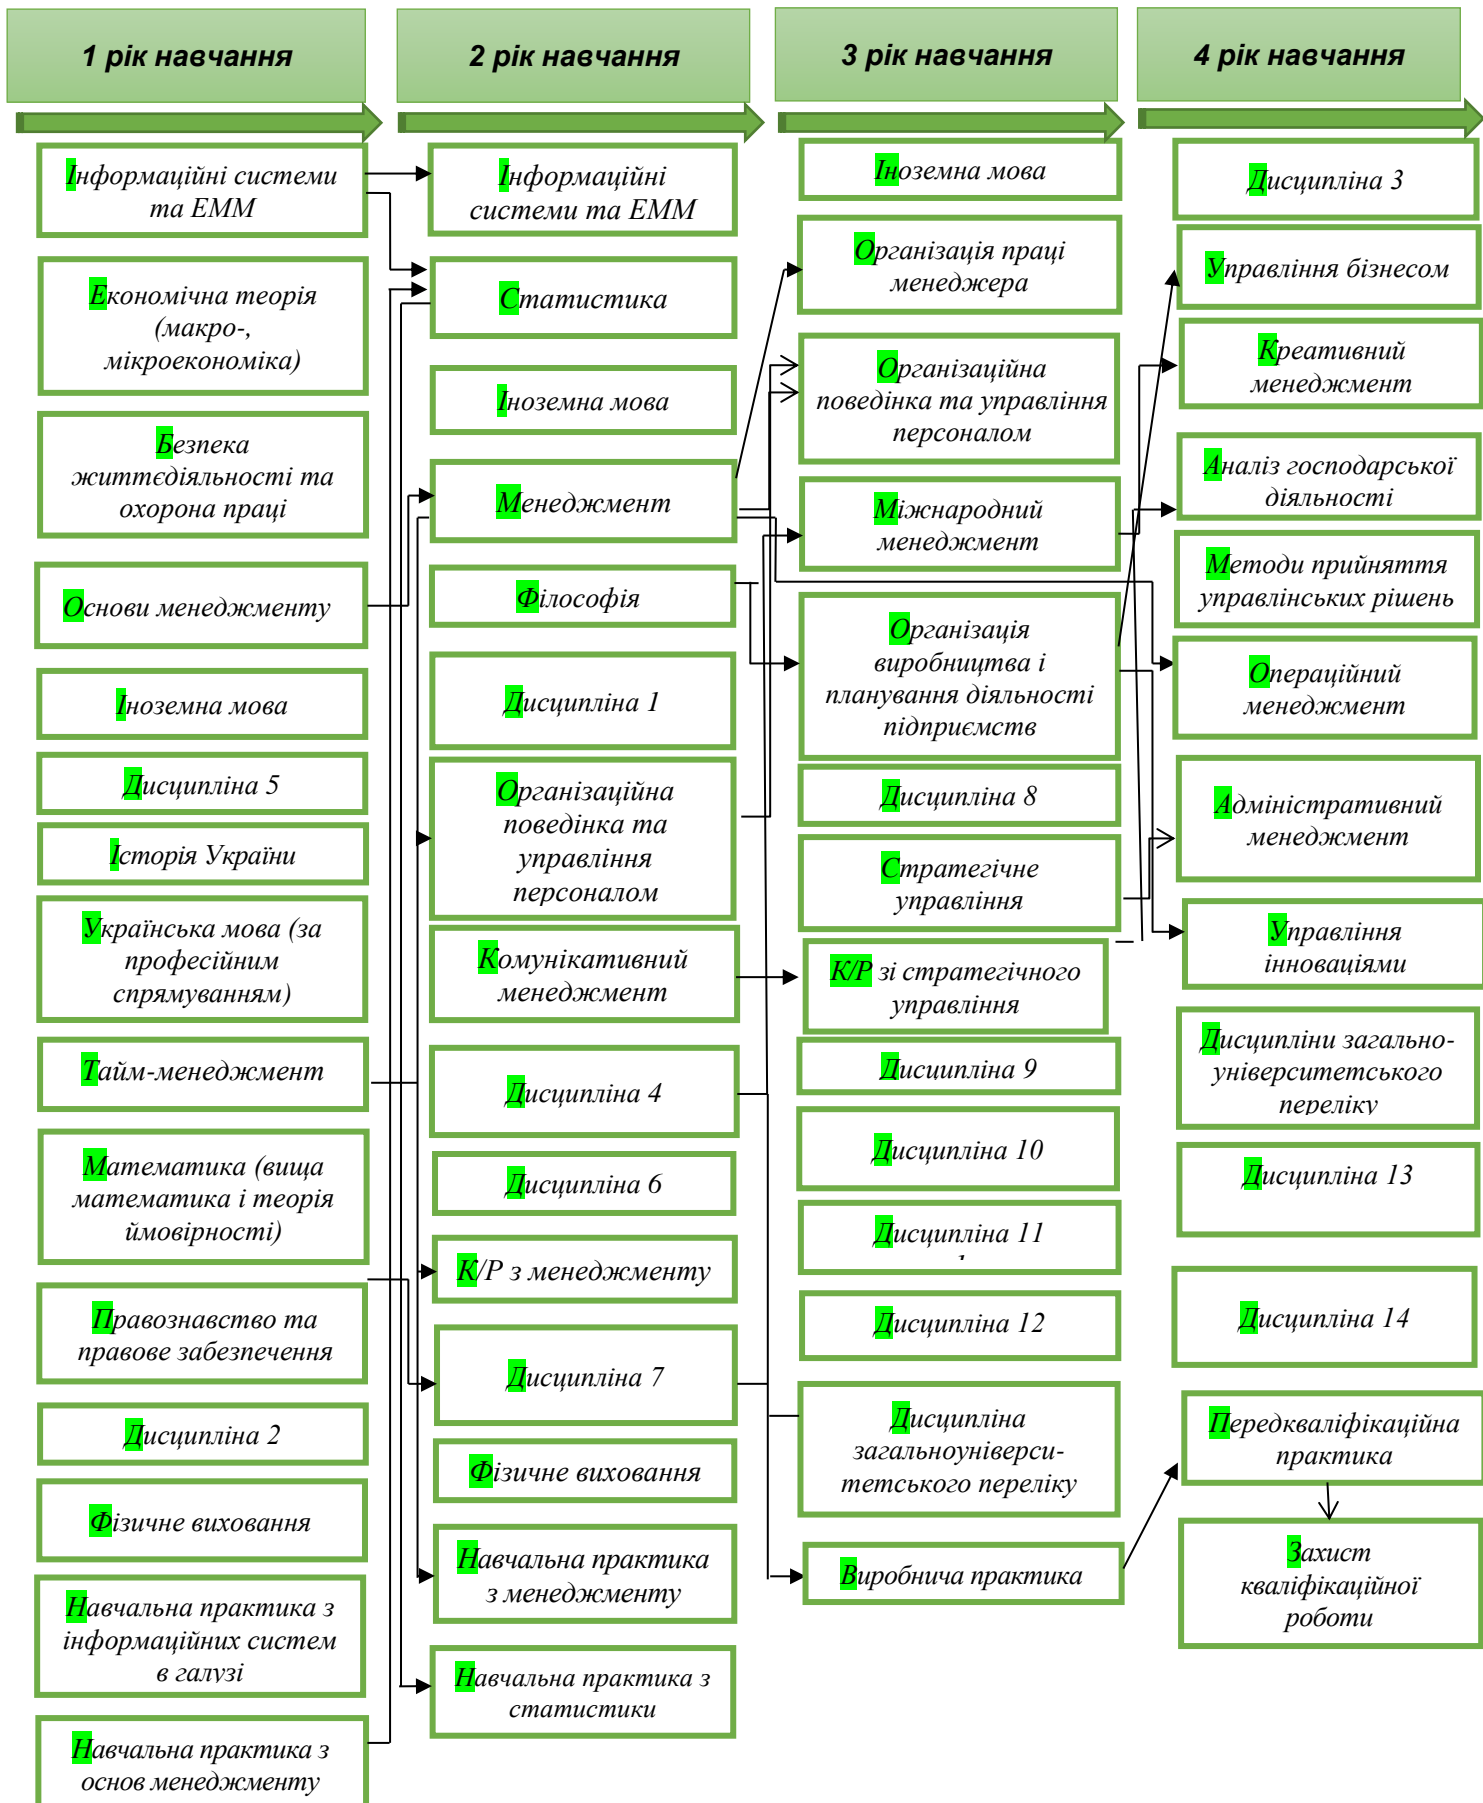 1 рік навчання
2 рік навчання
3 рік навчання
4 рік навчання
Інформаційні системи
та ЕММ
Економічна теорія
(макро-,
мікроекономіка)
Безпека
життєдіяльності та
охорона праці
Основи менеджменту
Іноземна мова
Дисципліна 5
Історія України
Українська мова (за
професійним
спрямуванням)
Тайм-менеджмент
Математика (вища
математика і теорія
ймовірності)
Правознавство та
правове забезпечення
Дисципліна 2
Фізичне виховання
Навчальна практика з
інформаційних систем
в галузі
Навчальна практика з
основ менеджменту
Інформаційні
системи та ЕММ
Статистика
Іноземна мова
Менеджмент
Філософія
Дисципліна 1
Організаційна
поведінка та
управління
персоналом
Комунікативний
менеджмент
Дисципліна 4
Дисципліна 6
К/Р з менеджменту
Дисципліна 7
Фізичне виховання
Навчальна практика
з менеджменту
Навчальна практика з
статистики
Іноземна мова
Організація праці
менеджера
Організаційна
поведінка та управління
персоналом
Міжнародний
менеджмент
Організація
виробництва і
планування діяльності
підприємств
Дисципліна 8
Стратегічне
управління
К/Р зі стратегічного
управління
Дисципліна 9
Дисципліна 10
Дисципліна 11
Дисципліна 12
Дисципліна
загальноуніверси-
тетського переліку
Виробнича практика
Дисципліна 3
Управління бізнесом
Креативний
менеджмент
Аналіз господарської
діяльності
Методи прийняття
управлінських рішень
Операційний
менеджмент
Адміністративний
менеджмент
Управління
інноваціями
Дисципліни загально-
університетського
переліку
Дисципліна 13
Дисципліна 14
Передкваліфікаційна
практика
Захист
кваліфікаційної
роботи